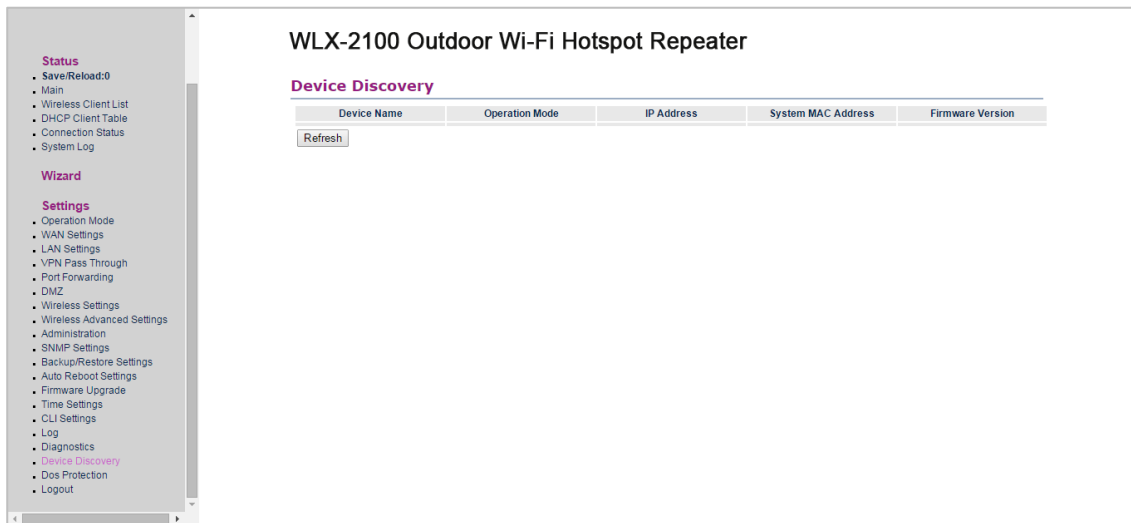 Status
Save/Reload:0
Main
Wireless Client List
DHCP Client Table
Connection Status
System Log
Wizard
Settings
Operation Mode
WAN Settings
LAN Settings
VPN Pass Through
Port Forwarding
DMZ
Wireless Settings
Wireless Advanced Settings
Administration
SNMP Settings
Backup/Restore Settings
Auto Reboot Settings
Firmware Upgrade
Time Settings
CLI Settings
Log
Diagnostics
Device Discovery
Dos Protection
Logout
WLX-2100 Outdoor Wi-Fi Hotspot Repeater
Device Discovery
Device Name Operation Mode IP Address System MAC Address Firmware Version
Refresh